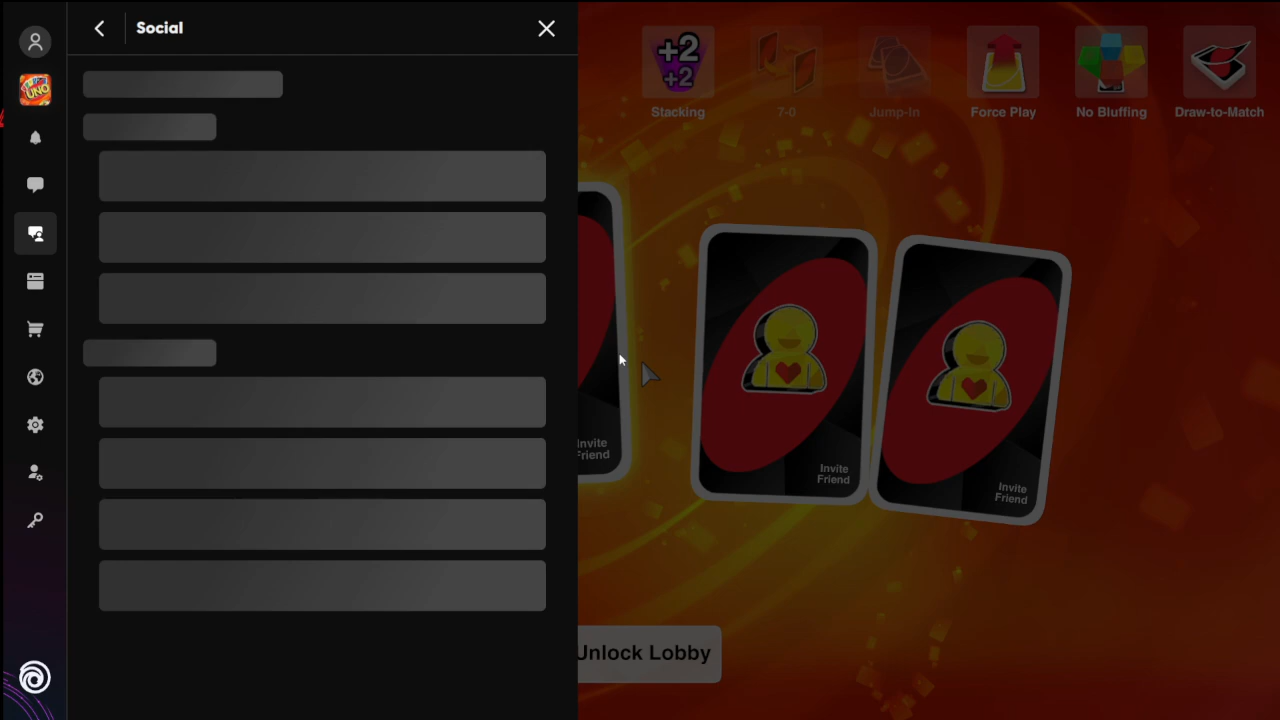 Social
UNO
+2
+2
Stacking
7-0
Jump-In
Force Play
No Bluffing
Draw-to-Match
Invite
Friend
Invite
Friend
Invite
Friend
Unlock Lobby